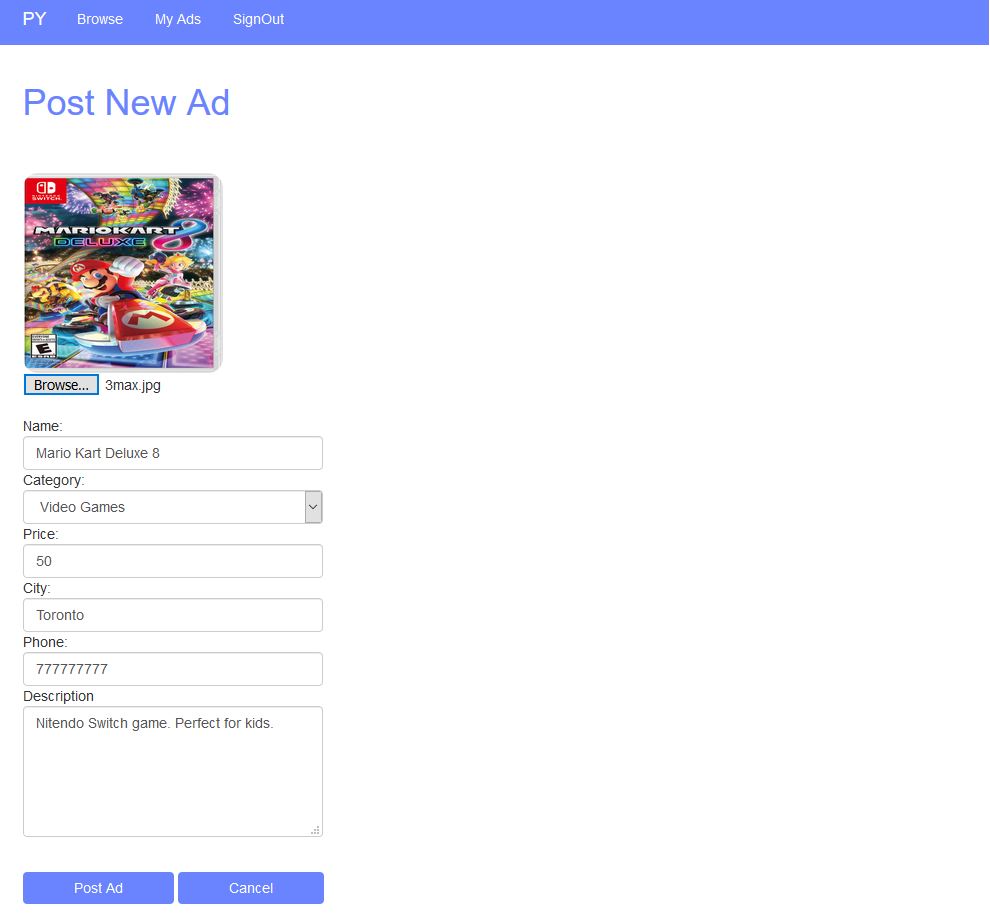 PY Browse My Ads SignOut
Post New Ad
NINTENDO
SWITCH
MARIOKART 8
DELUXE
EVERYONE
E
ESRB
Browse... 3max.jpg
Name:
Mario Kart Deluxe 8
Category:
Video Games
Price:
50
City:
Toronto
Phone:
777777777
Description
Nitendo Switch game. Perfect for kids.
Post Ad Cancel